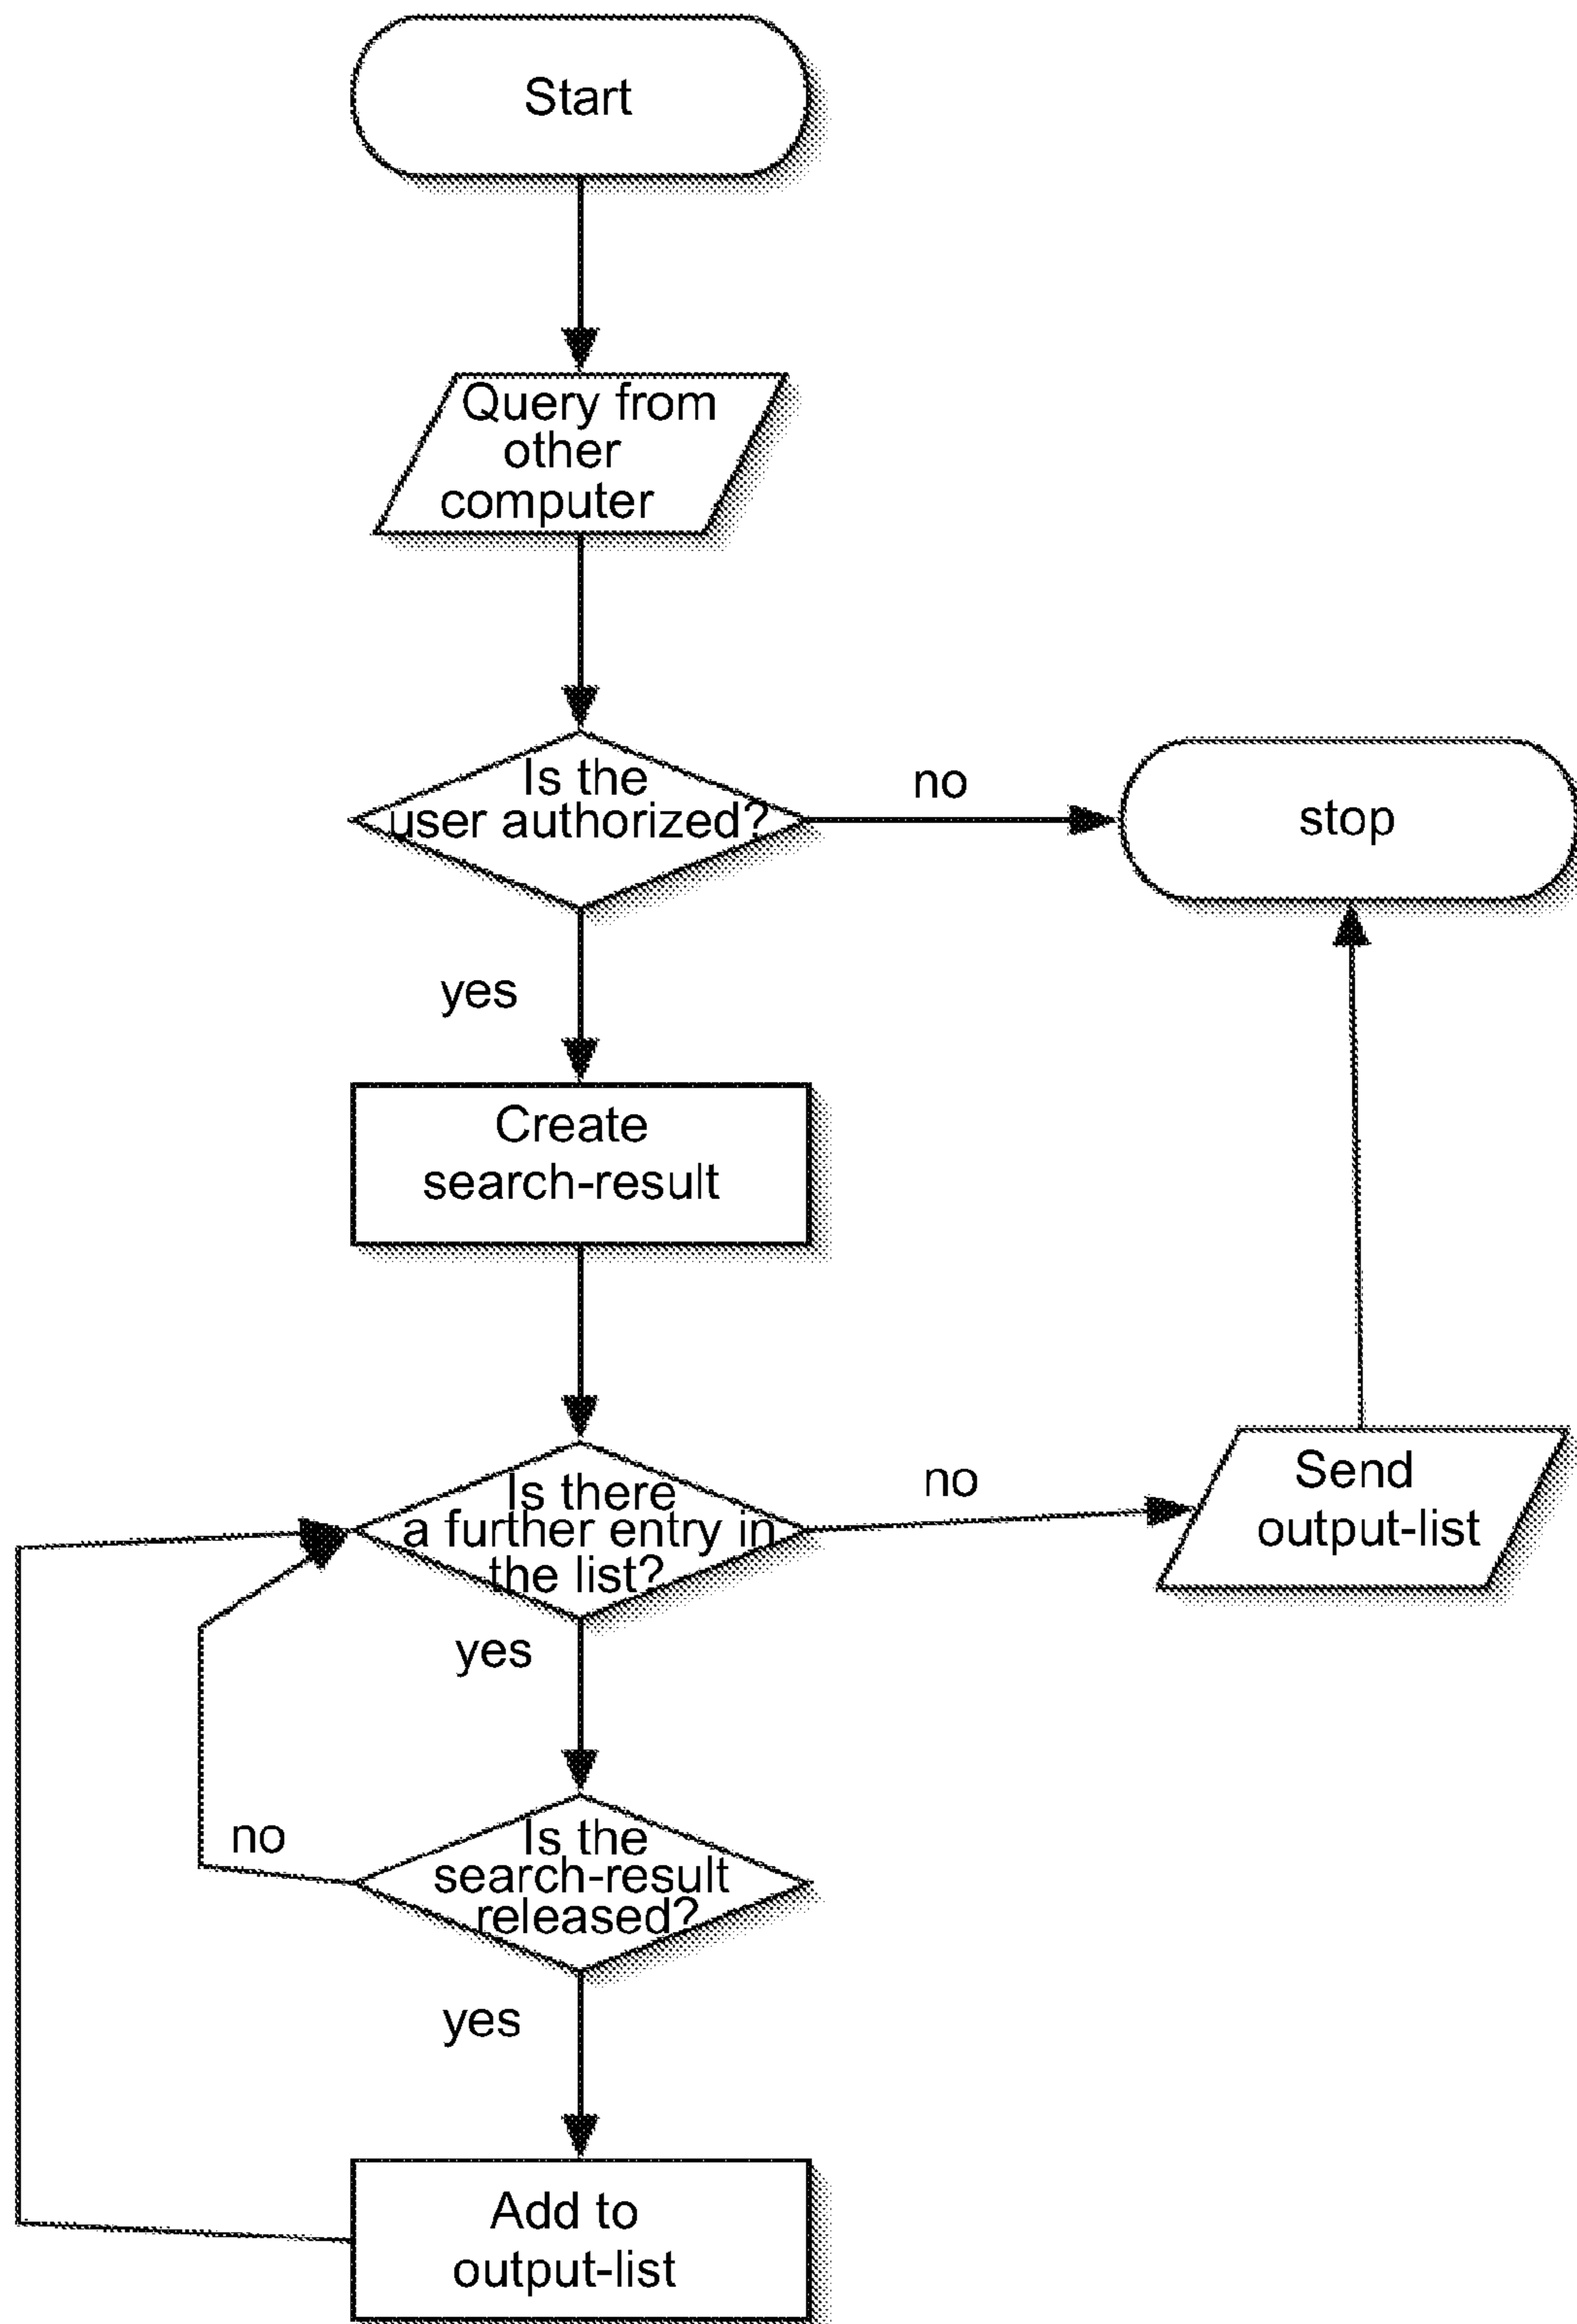 Start
Query from
other
computer
Is the
user authorized?
no
stop
yes
Create
search-result
Is there
a further entry in
the list?
no
Send
output-list
yes
Is the
search-result
released?
no
yes
Add to
output-list